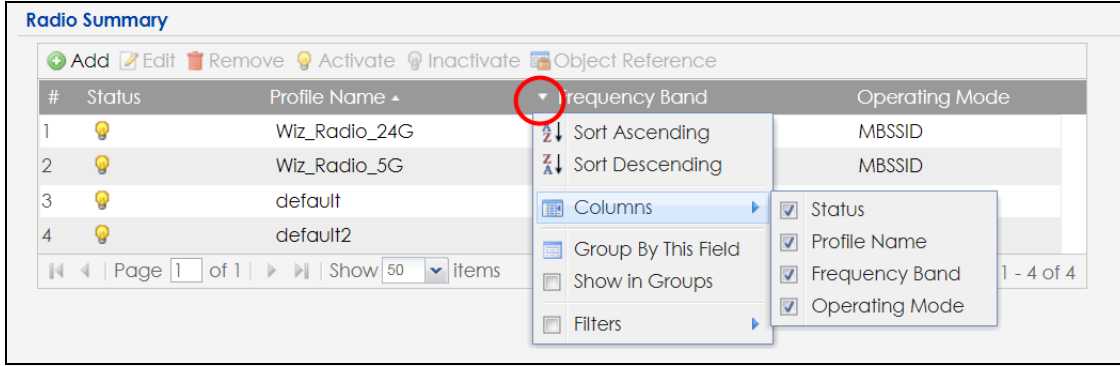 Radio Summary
Add Edit Remove Activate Inactivate Object Reference
# Status Profile Name Frequency Band Operating Mode
1 Wiz_Radio_24G MBSSID
2 Wiz_Radio_5G MBSSID
3 default
4 default2
Page 1 of 1 Show 50 items 1 - 4 of 4
Sort Ascending
Sort Descending
Columns
Group By This Field
Show in Groups
Filters
Status
Profile Name
Frequency Band
Operating Mode